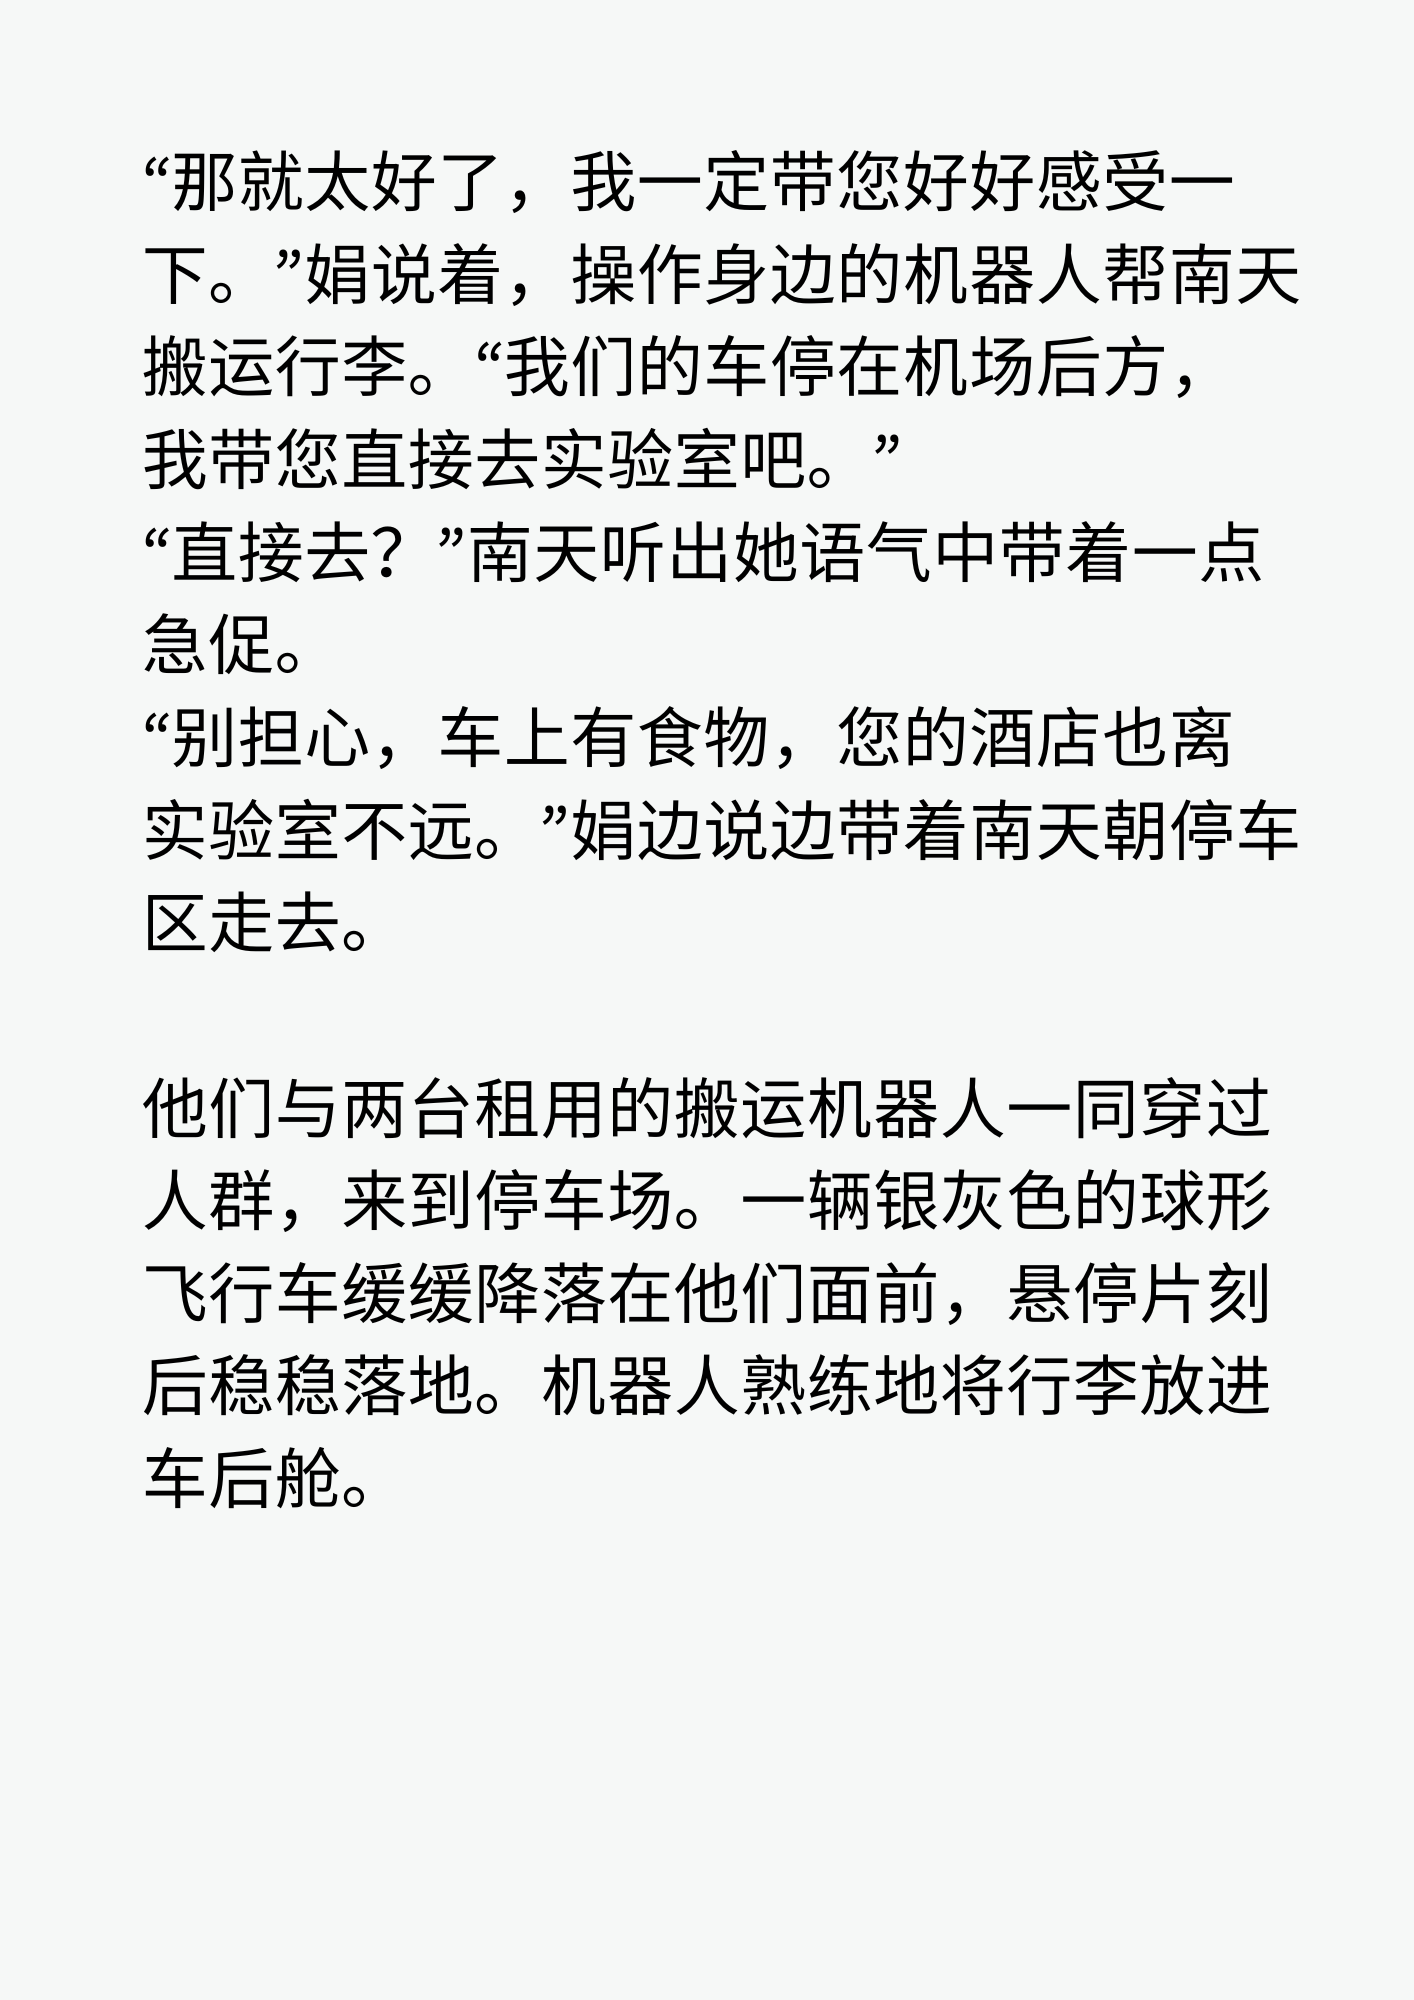 “那就太好了，我一定带您好好感受一
下。”娟说着，操作身边的机器人帮南天
搬运行李。“我们的车停在机场后方，
我带您直接去实验室吧。”
“直接去？”南天听出她语气中带着一点
急促。
“别担心，车上有食物，您的酒店也离
实验室不远。”娟边说边带着南天朝停车
区走去。
他们与两台租用的搬运机器人一同穿过
人群，来到停车场。一辆银灰色的球形
飞行车缓缓降落在他们面前，悬停片刻
后稳稳落地。机器人熟练地将行李放进
车后舱。